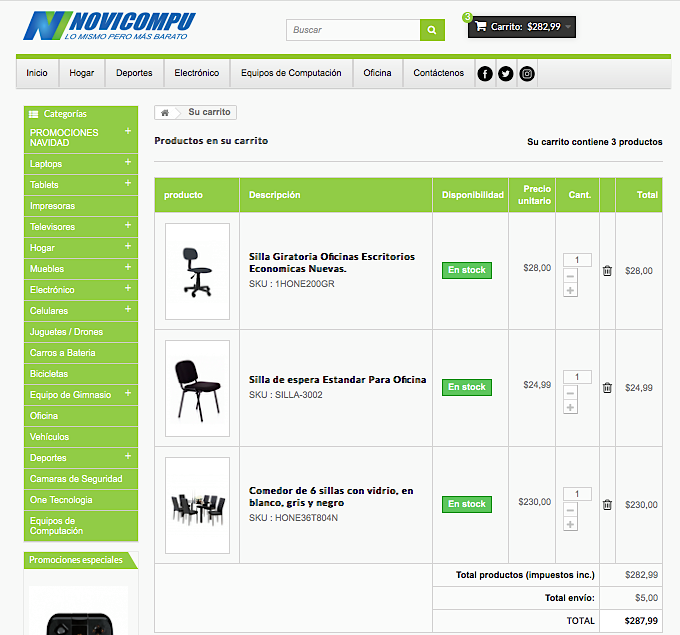 NOVICOMPU
LO MISMO PERO MÁS BARATO
Buscar
3
Carrito: $282,99
Inicio
Hogar
Deportes
Electrónico
Equipos de Computación
Oficina
Contáctenos
Categorías
PROMOCIONES
NAVIDAD
Laptops
Tablets
Impresoras
Televisores
Hogar
Muebles
Electrónico
Celulares
Juguetes / Drones
Carros a Bateria
Bicicletas
Equipo de Gimnasio
Oficina
Vehículos
Deportes
Camaras de Seguridad
One Tecnologia
Equipos de
Computación
Promociones especiales
Su carrito
Productos en su carrito
Su carrito contiene 3 productos
producto
Descripción
Disponibilidad
Precio
unitario
Cant.
Total
Silla Giratoria Oficinas Escritorios
Economicas Nuevas.
SKU : 1HONE200GR
En stock
$28,00
1
$28,00
Silla de espera Estandar Para Oficina
SKU : SILLA-3002
En stock
$24,99
1
$24,99
Comedor de 6 sillas con vidrio, en
blanco, gris y negro
SKU : HONE36T804N
En stock
$230,00
1
$230,00
Total productos (impuestos inc.)
$282,99
Total envío:
$5,00
TOTAL
$287,99